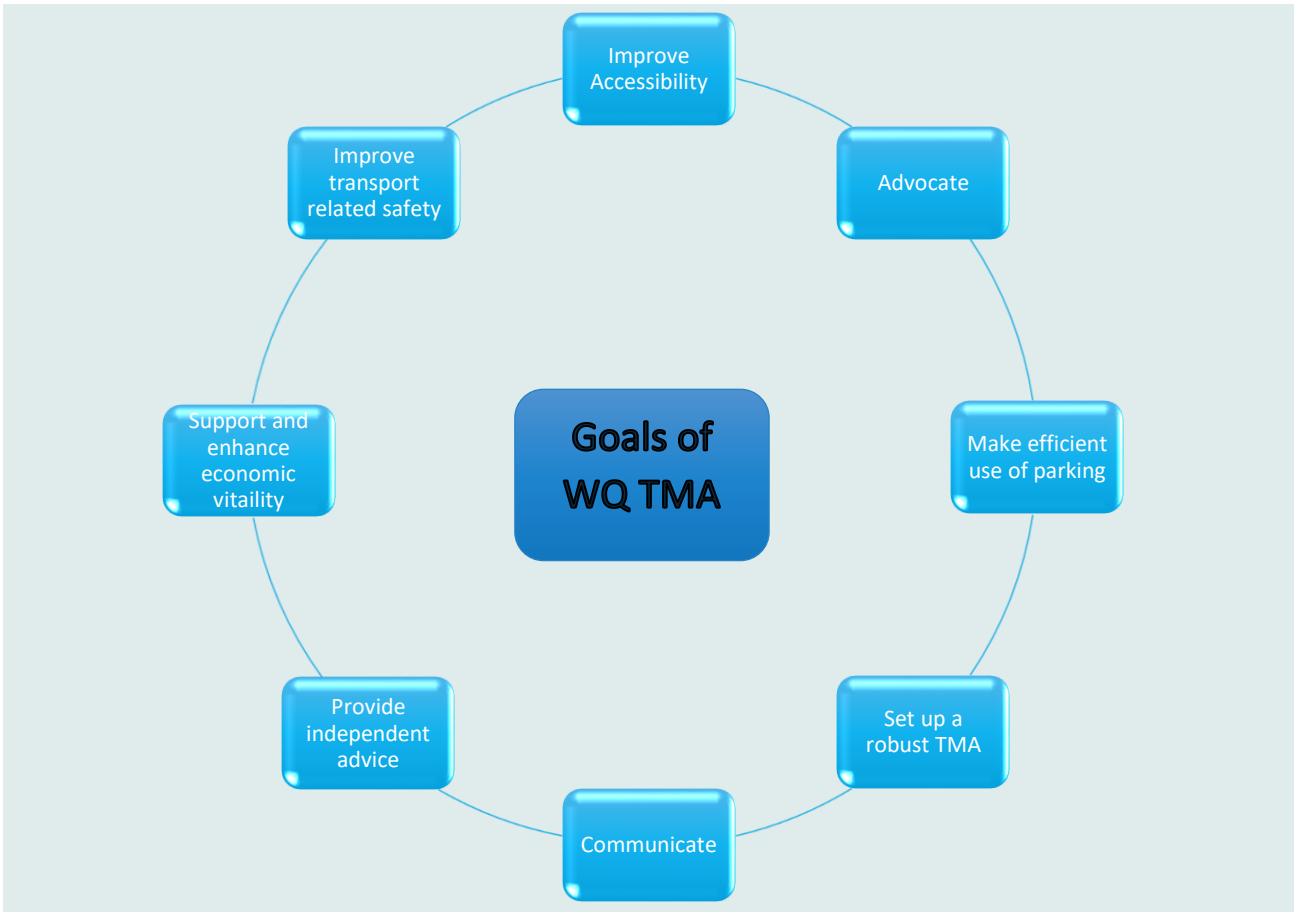 Improve
Accessibility
Advocate
Make efficient
use of parking
Set up a
robust TMA
Communicate
Provide
independent
advice
Support and
enhance
economic
vitaility
Improve
transport
related safety
Goals of
WQ TMA